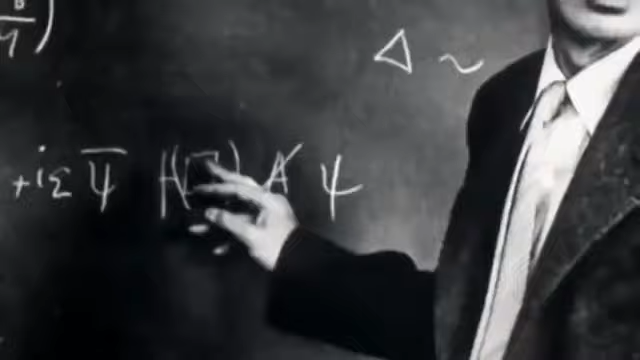 Δ ~
+iε ψ̅ H(□) A̸ ψ